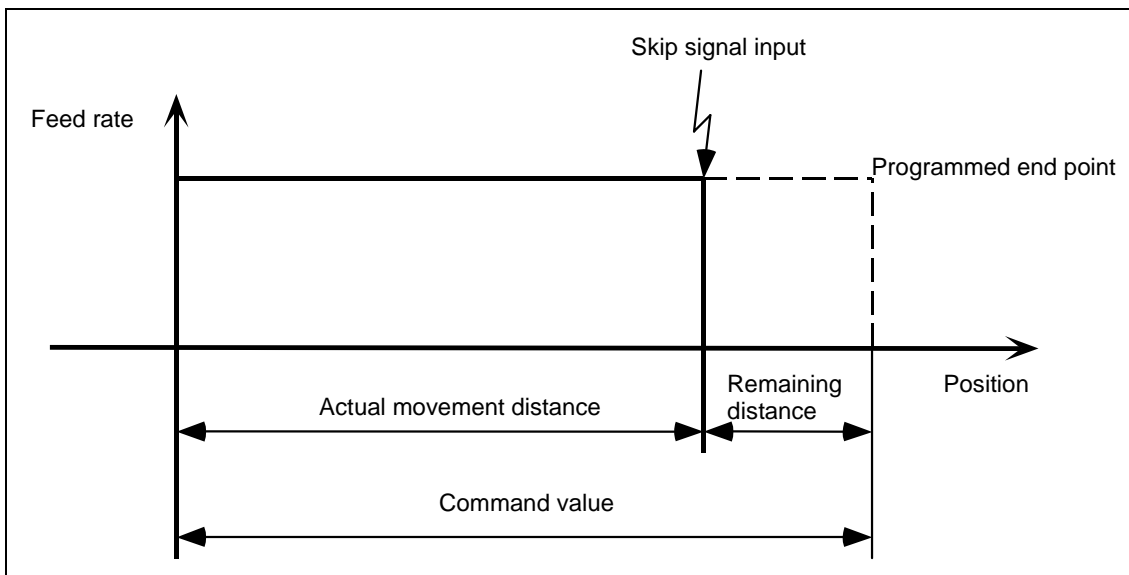 Skip signal input
Feed rate
Programmed end point
Remaining
distance
Position
Actual movement distance
Command value